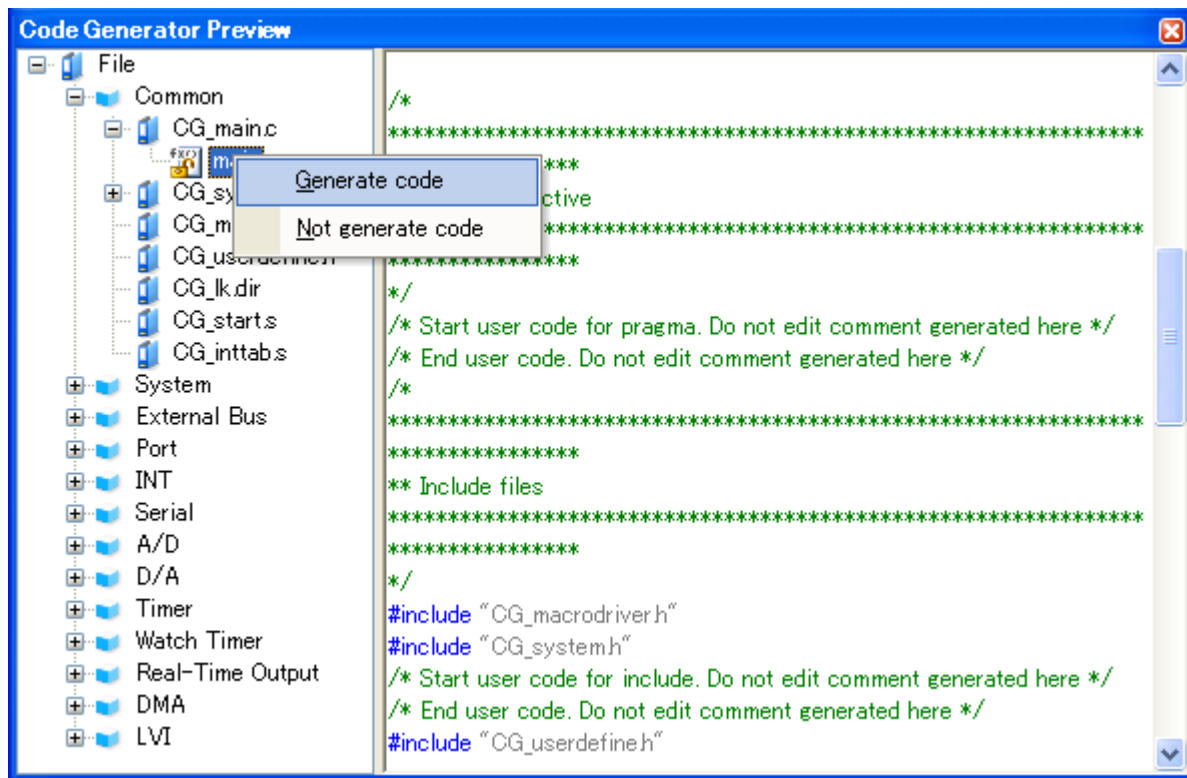 Code Generator Preview
File
Common
CG_main.c
CG_sy
CG_m
CG_userdefine.h
CG_lk.dir
CG_start.s
CG_inttab.s
System
External Bus
Port
INT
Serial
A/D
D/A
Timer
Watch Timer
Real-Time Output
DMA
LVI
Generate code
Not generate code
/*
***************************************************************
***
ctive
***************************************************************
****************
*/
/* Start user code for pragma. Do not edit comment generated here */
/* End user code. Do not edit comment generated here */
/*
***************************************************************
****************
** Include files
***************************************************************
****************
*/
#include "CG_macrodriver.h"
#include "CG_system.h"
/* Start user code for include. Do not edit comment generated here */
/* End user code. Do not edit comment generated here */
#include "CG_userdefine.h"